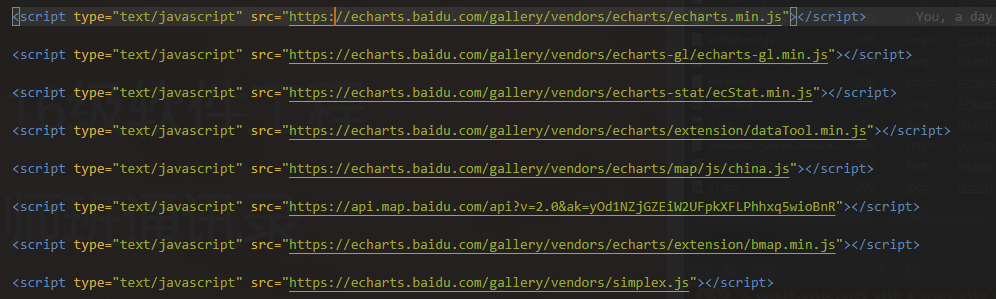 <script type="text/javascript" src="https://echarts.baidu.com/gallery/vendors/echarts/echarts.min.js"></script> You, a day
<script type="text/javascript" src="https://echarts.baidu.com/gallery/vendors/echarts-gl/echarts-gl.min.js"></script>
<script type="text/javascript" src="https://echarts.baidu.com/gallery/vendors/echarts-stat/ecStat.min.js"></script>
<script type="text/javascript" src="https://echarts.baidu.com/gallery/vendors/echarts/extension/dataTool.min.js"></script>
<script type="text/javascript" src="https://echarts.baidu.com/gallery/vendors/echarts/map/js/china.js"></script>
<script type="text/javascript" src="https://api.map.baidu.com/api?v=2.0&ak=yOd1NZjGZEiW2UFpkXFLPhhxq5wioBnR"></script>
<script type="text/javascript" src="https://echarts.baidu.com/gallery/vendors/echarts/extension/bmap.min.js"></script>
<script type="text/javascript" src="https://echarts.baidu.com/gallery/vendors/simplex.js"></script>